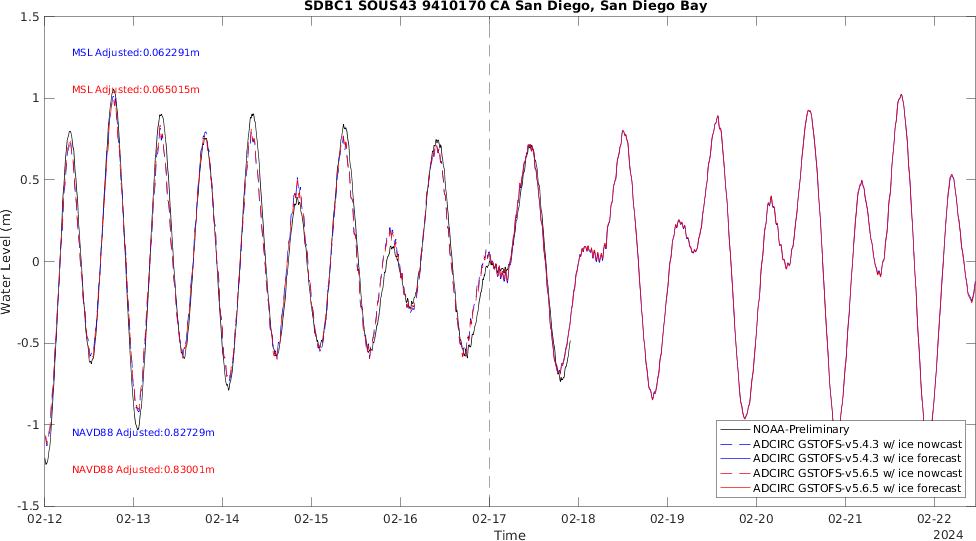 SDBC1 SOUS43 9410170 CA San Diego, San Diego Bay
1.5
MSL Adjusted:0.062291m
1
MSL Adjusted:0.065015m
0.5
Water Level (m)
0
-0.5
-1
NAVD88 Adjusted:0.82729m
NAVD88 Adjusted:0.83001m
-1.5
NOAA-Preliminary
ADCIRC GSTOFS-v5.4.3 w/ ice nowcast
ADCIRC GSTOFS-v5.4.3 w/ ice forecast
ADCIRC GSTOFS-v5.6.5 w/ ice nowcast
ADCIRC GSTOFS-v5.6.5 w/ ice forecast
02-12 02-13 02-14 02-15 02-16 02-17 02-18 02-19 02-20 02-21 02-22
Time
2024